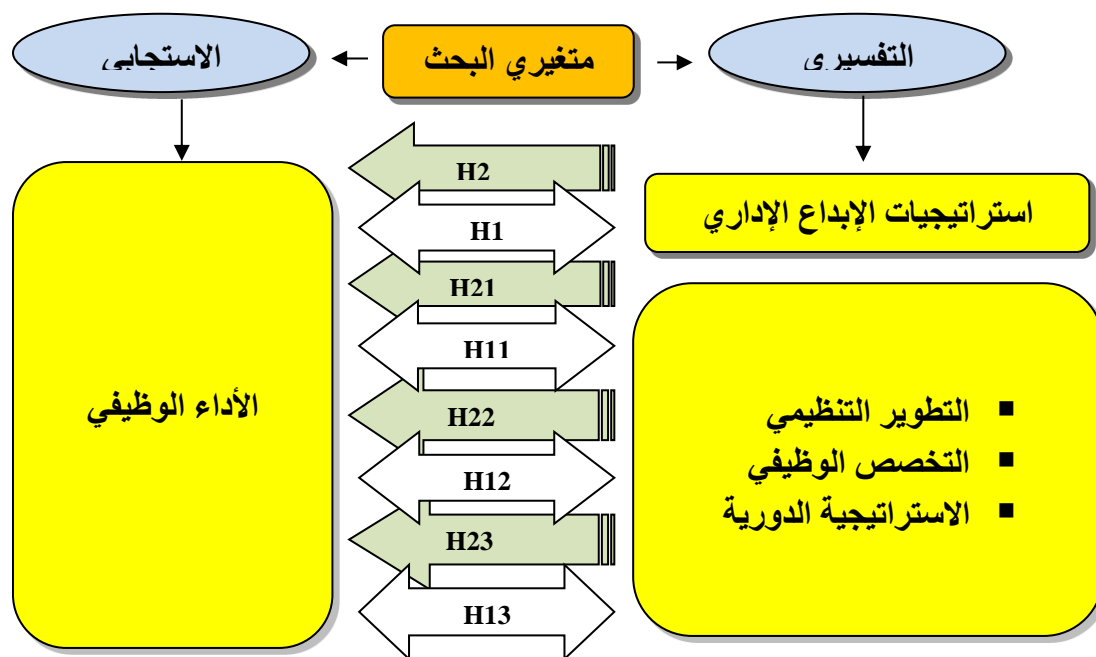 التفسيري
متغيري البحث
الاستجابي
استراتيجيات الإبداع الإداري
▪ التطوير التنظيمي
▪ التخصص الوظيفي
▪ الاستراتيجية الدورية
H2
H1
H21
H11
H22
H12
H23
H13
الأداء الوظيفي